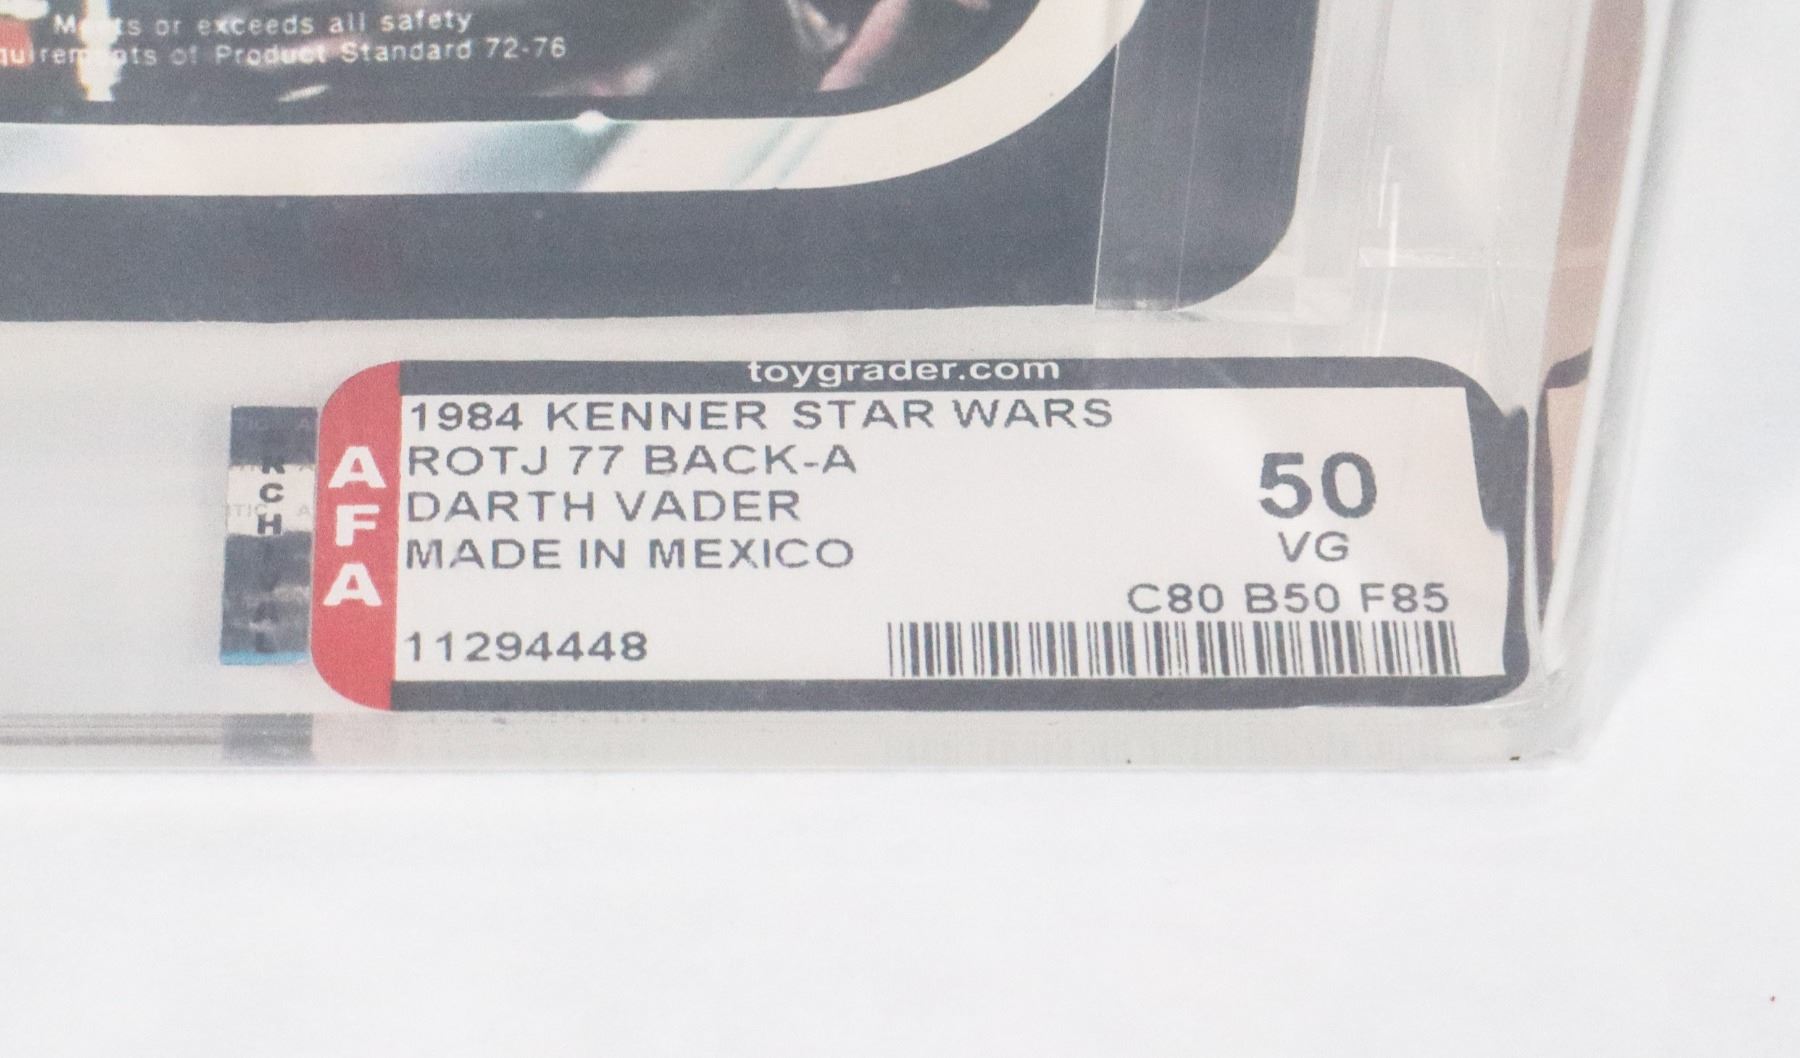 Meets or exceeds all safety
quirements of Product Standard 72-76
toygrader.com
AFA
1984 KENNER STAR WARS
ROTJ 77 BACK-A
DARTH VADER
MADE IN MEXICO
50
VG
C80 B50 F85
11294448